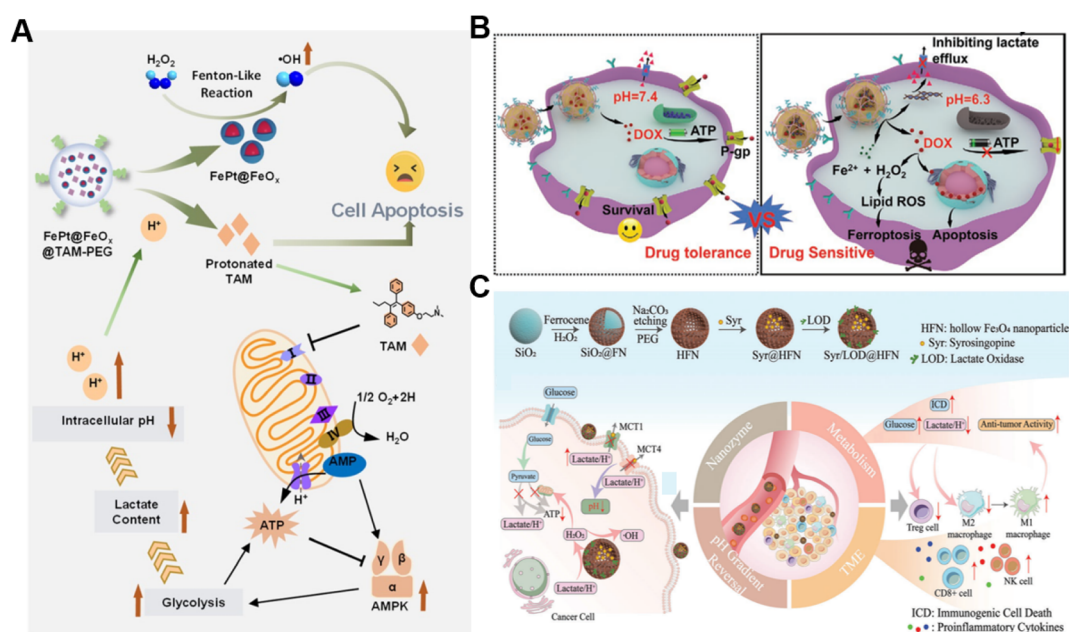 A
H₂O₂
•OH
Fenton-Like
Reaction
FePt@FeOₓ
FePt@FeOₓ
@TAM-PEG
H⁺
Protonated
TAM
Cell Apoptosis
TAM
H⁺
H⁺
Intracellular pH
Lactate
Content
Glycolysis
I
II
III
IV
1/2 O₂+2H
H₂O
AMP
H⁺
ATP
γ
β
α
AMPK
B
pH=7.4
DOX
ATP
P-gp
Survival
Drug tolerance
VS
Inhibiting lactate
efflux
pH=6.3
DOX
ATP
Fe²⁺ + H₂O₂
Lipid ROS
Ferroptosis
Apoptosis
Drug Sensitive
C
SiO₂
Ferrocene
H₂O₂
SiO₂@FN
Na₂CO₃
etching
PEG
HFN
Syr
Syr@HFN
LOD
Syr/LOD@HFN
HFN: hollow Fe₃O₄ nanoparticle
Syr: Syrosingopine
LOD: Lactate Oxidase
Glucose
Glucose
Pyruvate
ATP
Lactate/H⁺
Lactate/H⁺
MCT1
MCT4
Lactate/H⁺
pH
H₂O₂
·OH
Lactate/H⁺
Cancer Cell
Nanozyme
Metabolism
pH Gradient
Reversal
TME
ICD
Glucose
Lactate/H⁺
Anti-tumor Activity
Treg cell
M2
macrophage
M1
macrophage
CD8+ cell
NK cell
ICD: Immunogenic Cell Death
: Proinflammatory Cytokines